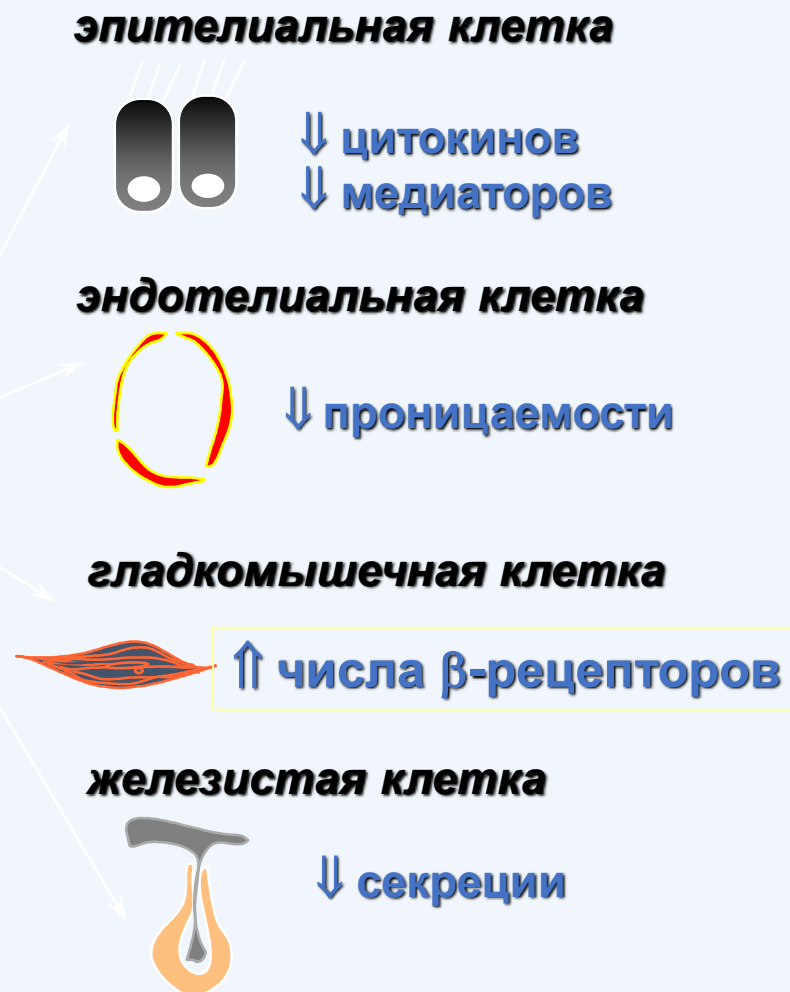 эпителиальная клетка
⇓ цитокинов
⇓ медиаторов
эндотелиальная клетка
⇓ проницаемости
гладкомышечная клетка
⇑ числа β-рецепторов
железистая клетка
⇓ секреции